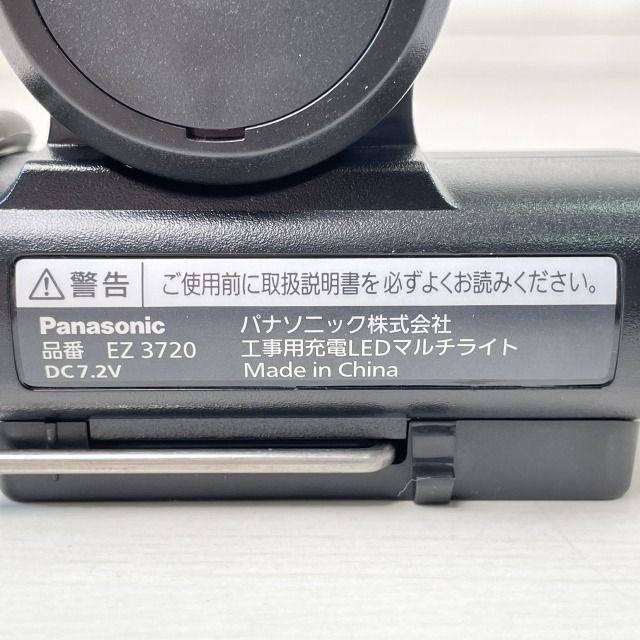 ⚠警告 ご使用前に取扱説明書を必ずよくお読みください。
Panasonic パナソニック株式会社
品番 EZ 3720 工事用充電LEDマルチライト
DC7.2V Made in China